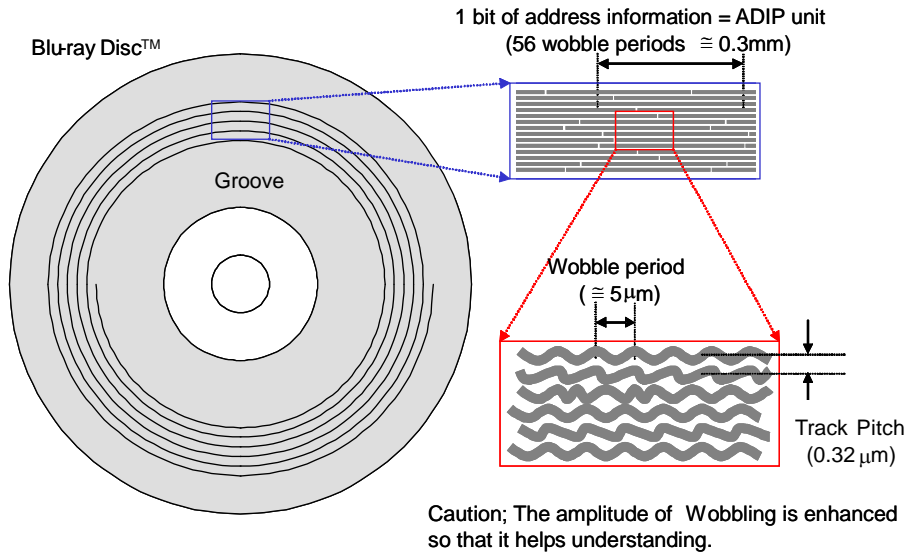 Blu-ray Disc™
1 bit of address information = ADIP unit
(56 wobble periods ≅ 0.3mm)
Groove
Wobble period
( ≅ 5μm)
Track Pitch
(0.32 μm)
Caution; The amplitude of Wobbling is enhanced
so that it helps understanding.